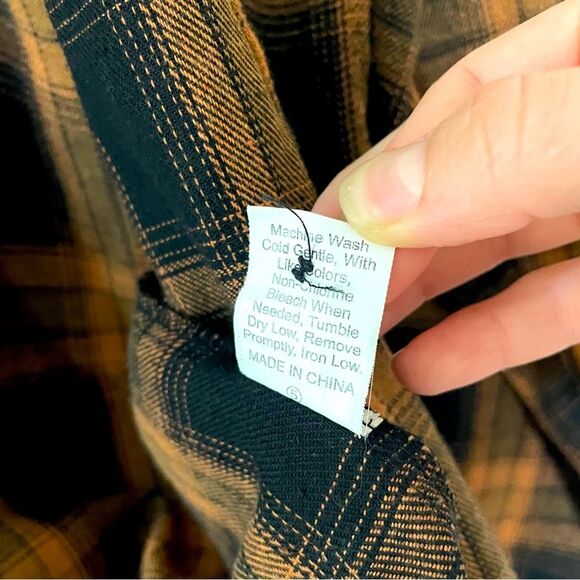 Machine Wash
Cold Gentle, With
Like Colors,
Non-Chlorine
Bleach When
Needed, Tumble
Dry Low, Remove
Promptly, Iron Low.
MADE IN CHINA
5